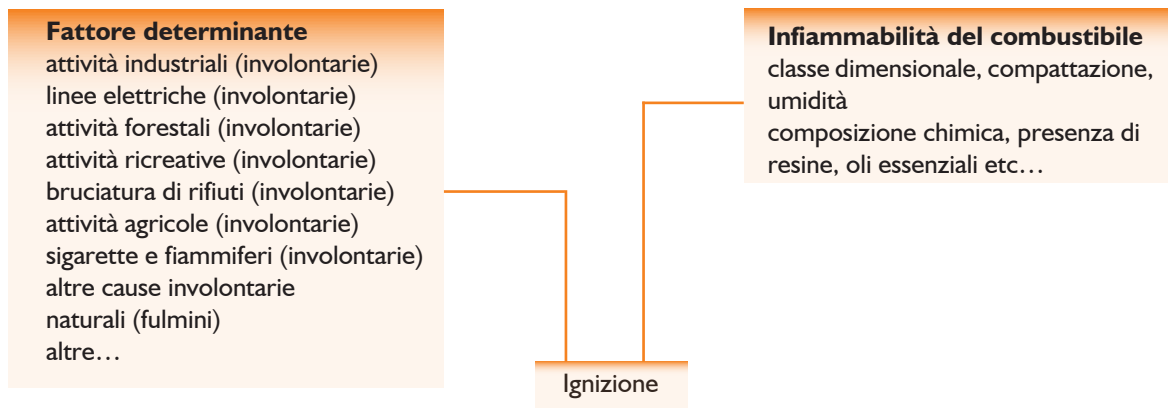 Fattore determinante
attività industriali (involontarie)
linee elettriche (involontarie)
attività forestali (involontarie)
attività ricreative (involontarie)
bruciatura di rifiuti (involontarie)
attività agricole (involontarie)
sigarette e fiammiferi (involontarie)
altre cause involontarie
naturali (fulmini)
altre…
Infiammabilità del combustibile
classe dimensionale, compattazione,
umidità
composizione chimica, presenza di
resine, oli essenziali etc…
Ignizione